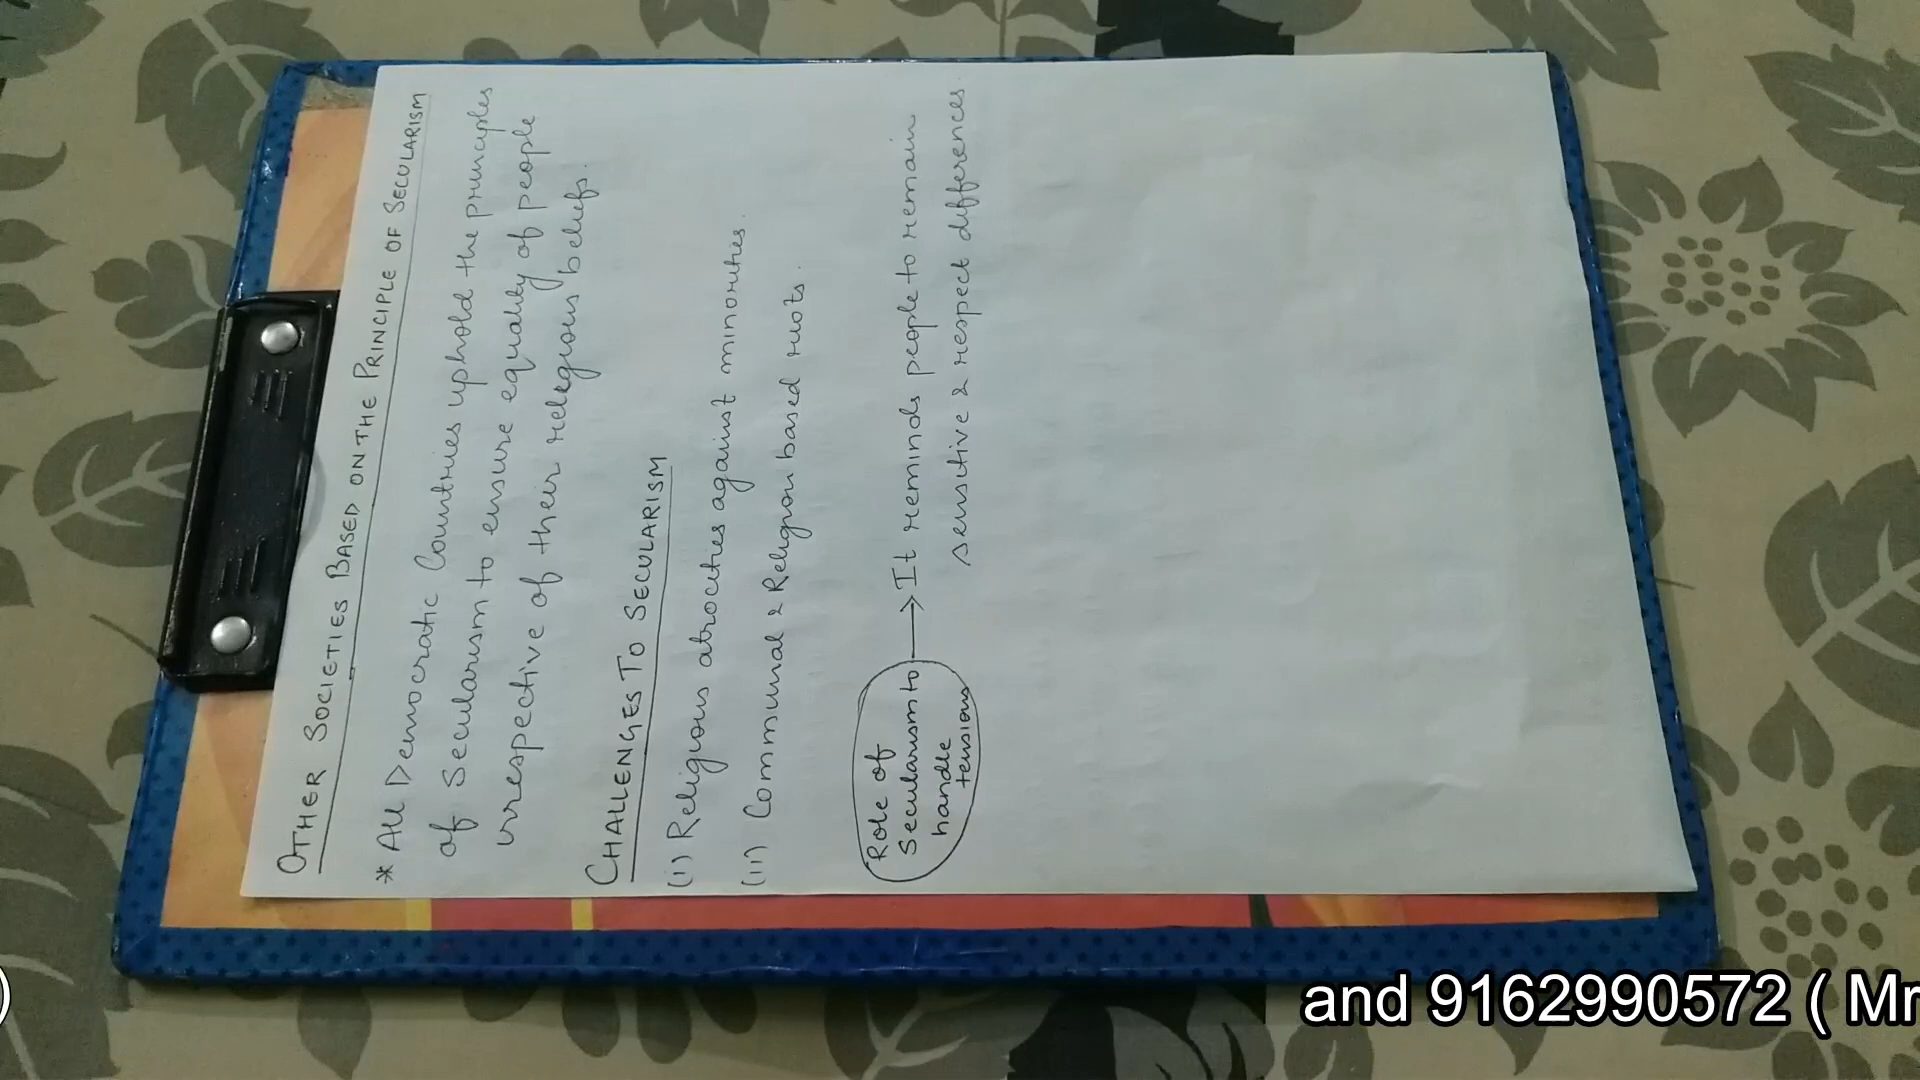 OTHER SOCIETIES BASED ON THE PRINCIPLE OF SECULARISM
* All Democratic Countries uphold the principles
of Secularism to ensure equality of people
irrespective of their religious beliefs.
CHALLENGES TO SECULARISM
(i) Religious atrocities against minorities.
(ii) Communal & Religion based riots.
Role of
Secularism to
handle
tensions
→ It reminds people to remain
sensitive & respect differences
) and 9162990572 ( Mr